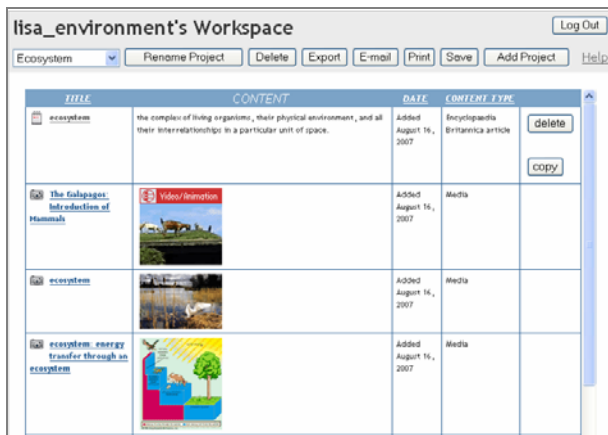 lisa_environment's Workspace
Log Out
Ecosystem Rename Project Delete Export E-mail Print Save Add Project Help
TITLE CONTENT DATE CONTENT TYPE
ecosystem
the complex of living organisms, their physical environment, and all
their interrelationships in a particular unit of space.
Added
August 16,
2007
Encyclopaedia
Britannica article
delete
copy
The Galapagos:
Introduction of
Mammals
Video/Animation
Added
August 16,
2007
Media
ecosystem
Added
August 16,
2007
Media
ecosystem: energy
transfer through an
ecosystem
Added
August 16,
2007
Media